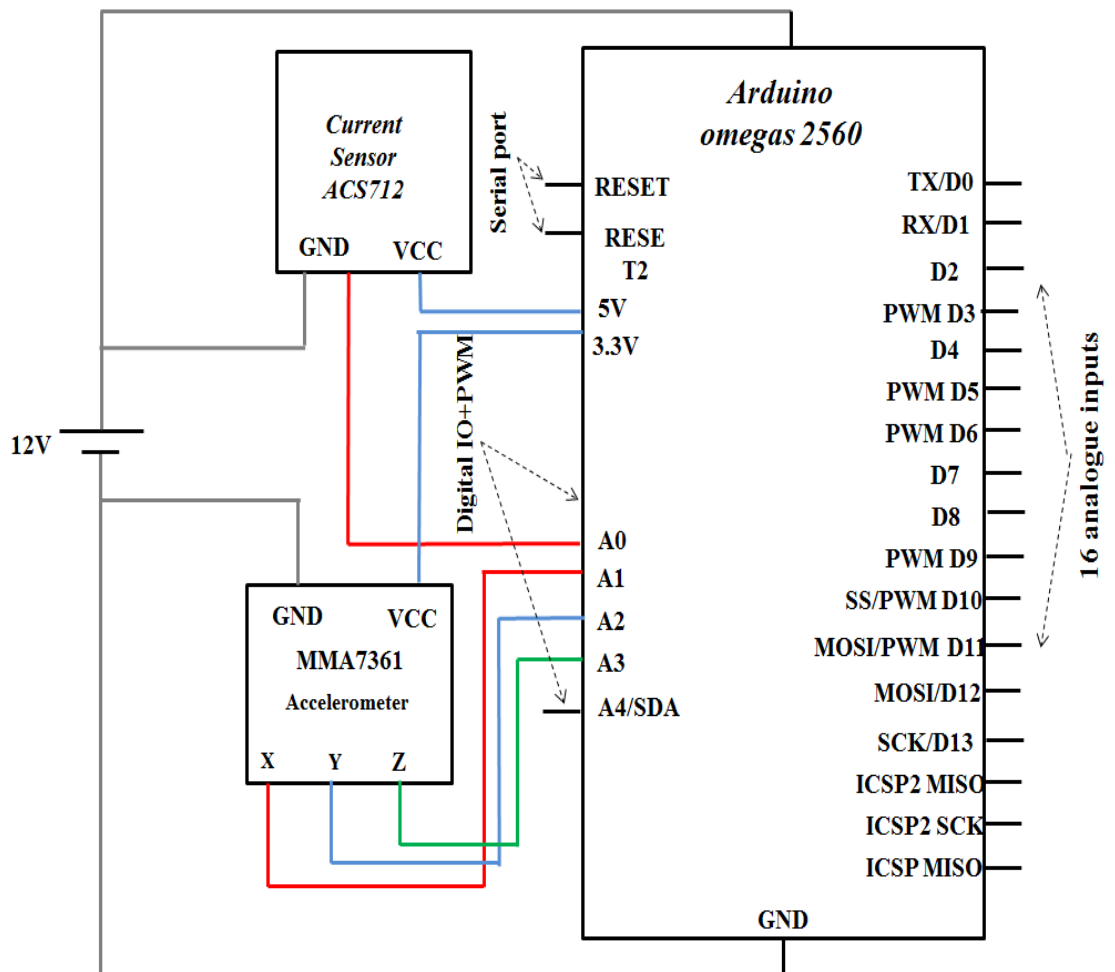 Arduino
omegas 2560
Current
Sensor
ACS712
GND
VCC
Serial port
RESET
RESE
T2
5V
3.3V
Digital IO+PWM
12V
A0
A1
A2
A3
A4/SDA
GND
VCC
MMA7361
Accelerometer
X
Y
Z
TX/D0
RX/D1
D2
PWM D3
D4
PWM D5
PWM D6
D7
D8
PWM D9
SS/PWM D10
MOSI/PWM D11
MOSI/D12
SCK/D13
ICSP2 MISO
ICSP2 SCK
ICSP MISO
16 analogue inputs
GND